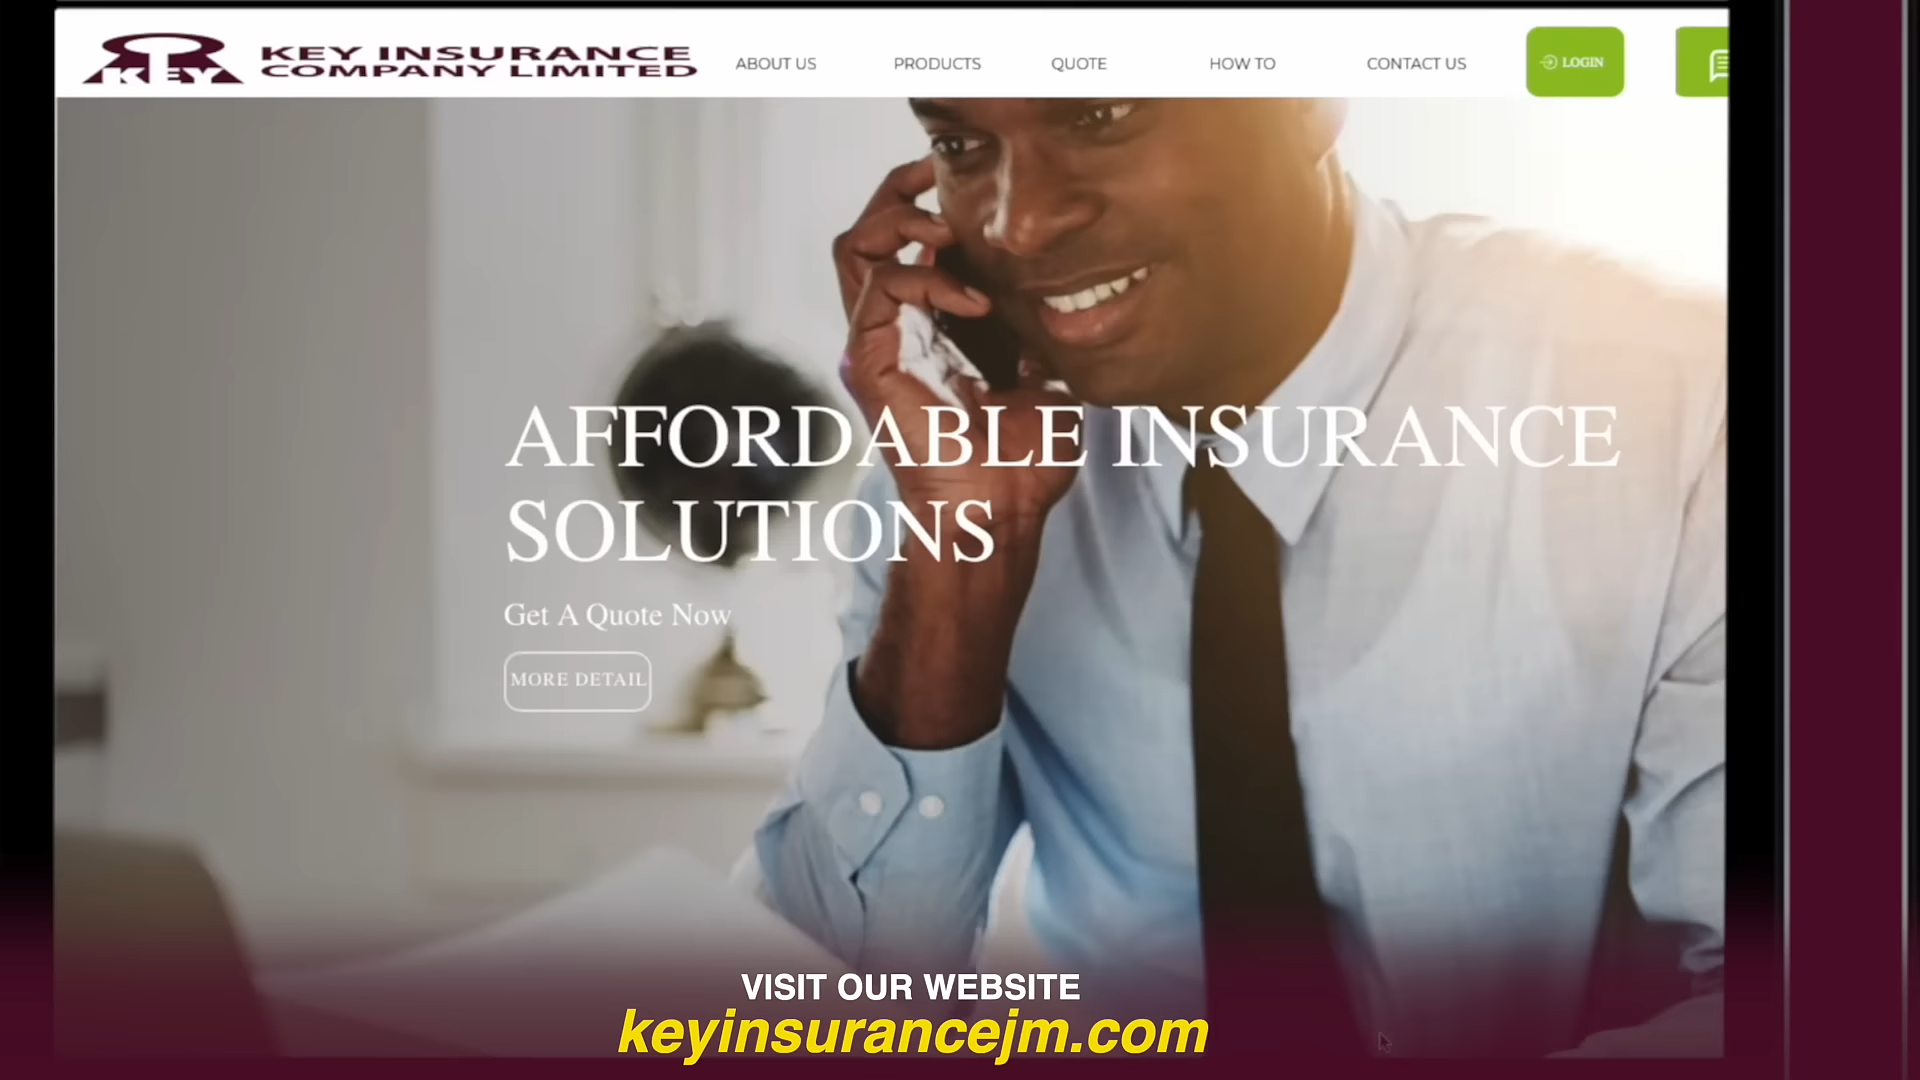 KEY
KEY INSURANCE
COMPANY LIMITED
ABOUT US
PRODUCTS
QUOTE
HOW TO
CONTACT US
LOGIN
AFFORDABLE INSURANCE
SOLUTIONS
Get A Quote Now
MORE DETAIL
VISIT OUR WEBSITE
keyinsurancejm.com